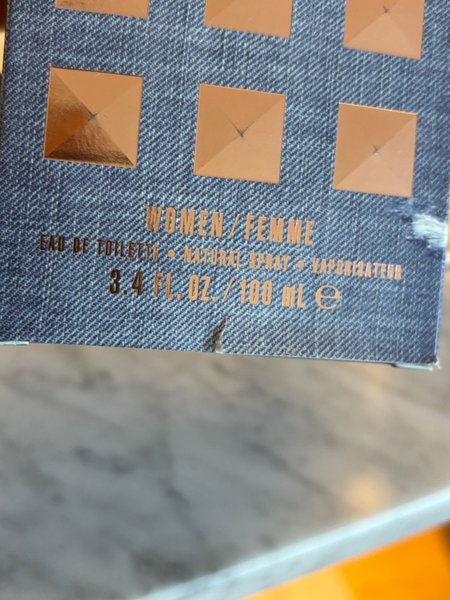 WOMEN/FEMME
EAU DE TOILETTE • NATURAL SPRAY • VAPORISATEUR
3.4 FL. OZ./100 mL ℮